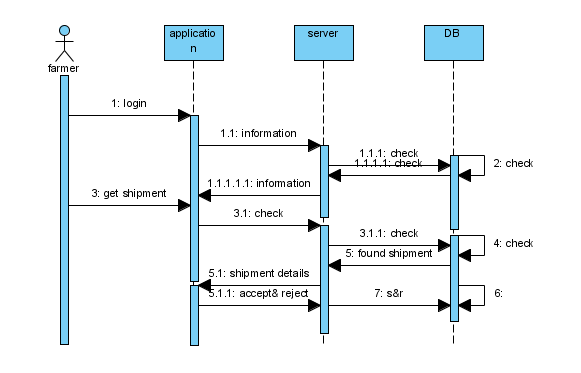 applicatio
n
server
DB
farmer
1: login
1.1: information
1.1.1: check
1.1.1.1: check
2: check
1.1.1.1.1: information
3: get shipment
3.1: check
3.1.1: check
4: check
5: found shipment
5.1: shipment details
5.1.1: accept& reject
7: s&r
6: